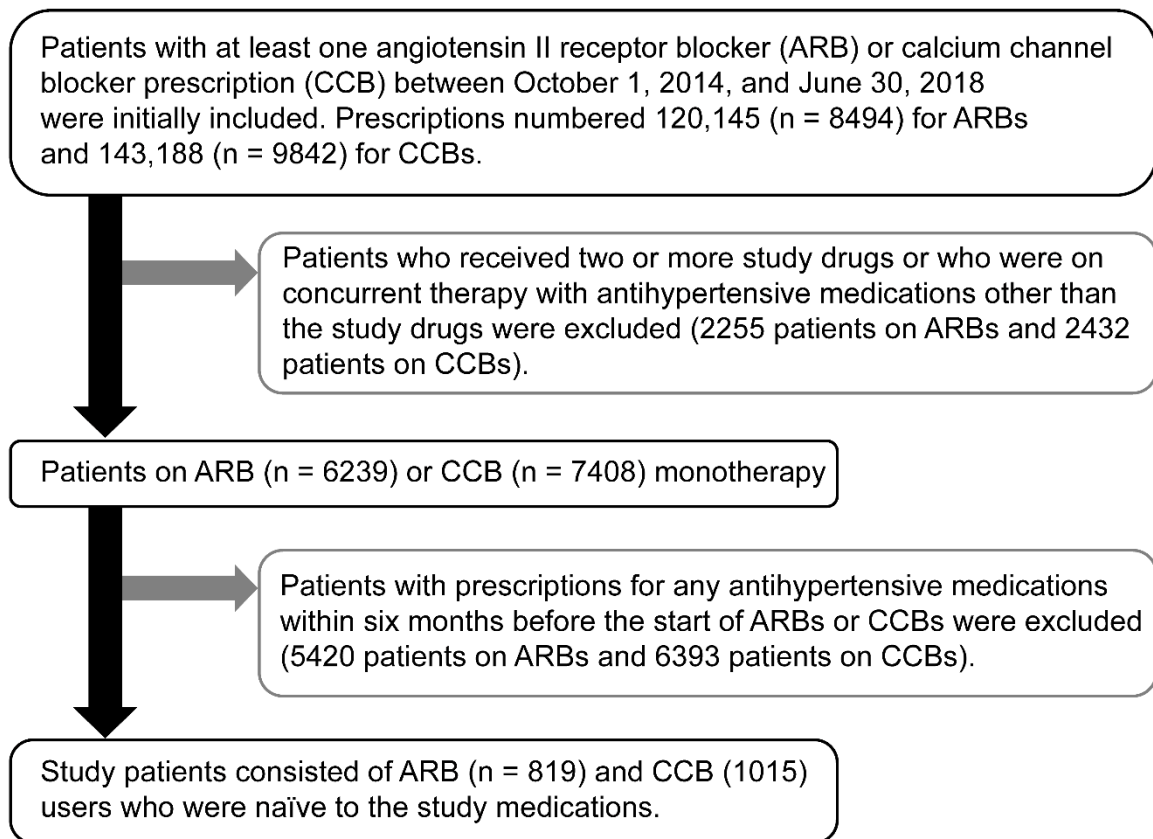 Patients with at least one angiotensin II receptor blocker (ARB) or calcium channel
blocker prescription (CCB) between October 1, 2014, and June 30, 2018
were initially included. Prescriptions numbered 120,145 (n = 8494) for ARBs
and 143,188 (n = 9842) for CCBs.
Patients who received two or more study drugs or who were on
concurrent therapy with antihypertensive medications other than
the study drugs were excluded (2255 patients on ARBs and 2432
patients on CCBs).
Patients on ARB (n = 6239) or CCB (n = 7408) monotherapy
Patients with prescriptions for any antihypertensive medications
within six months before the start of ARBs or CCBs were excluded
(5420 patients on ARBs and 6393 patients on CCBs).
Study patients consisted of ARB (n = 819) and CCB (1015)
users who were naïve to the study medications.